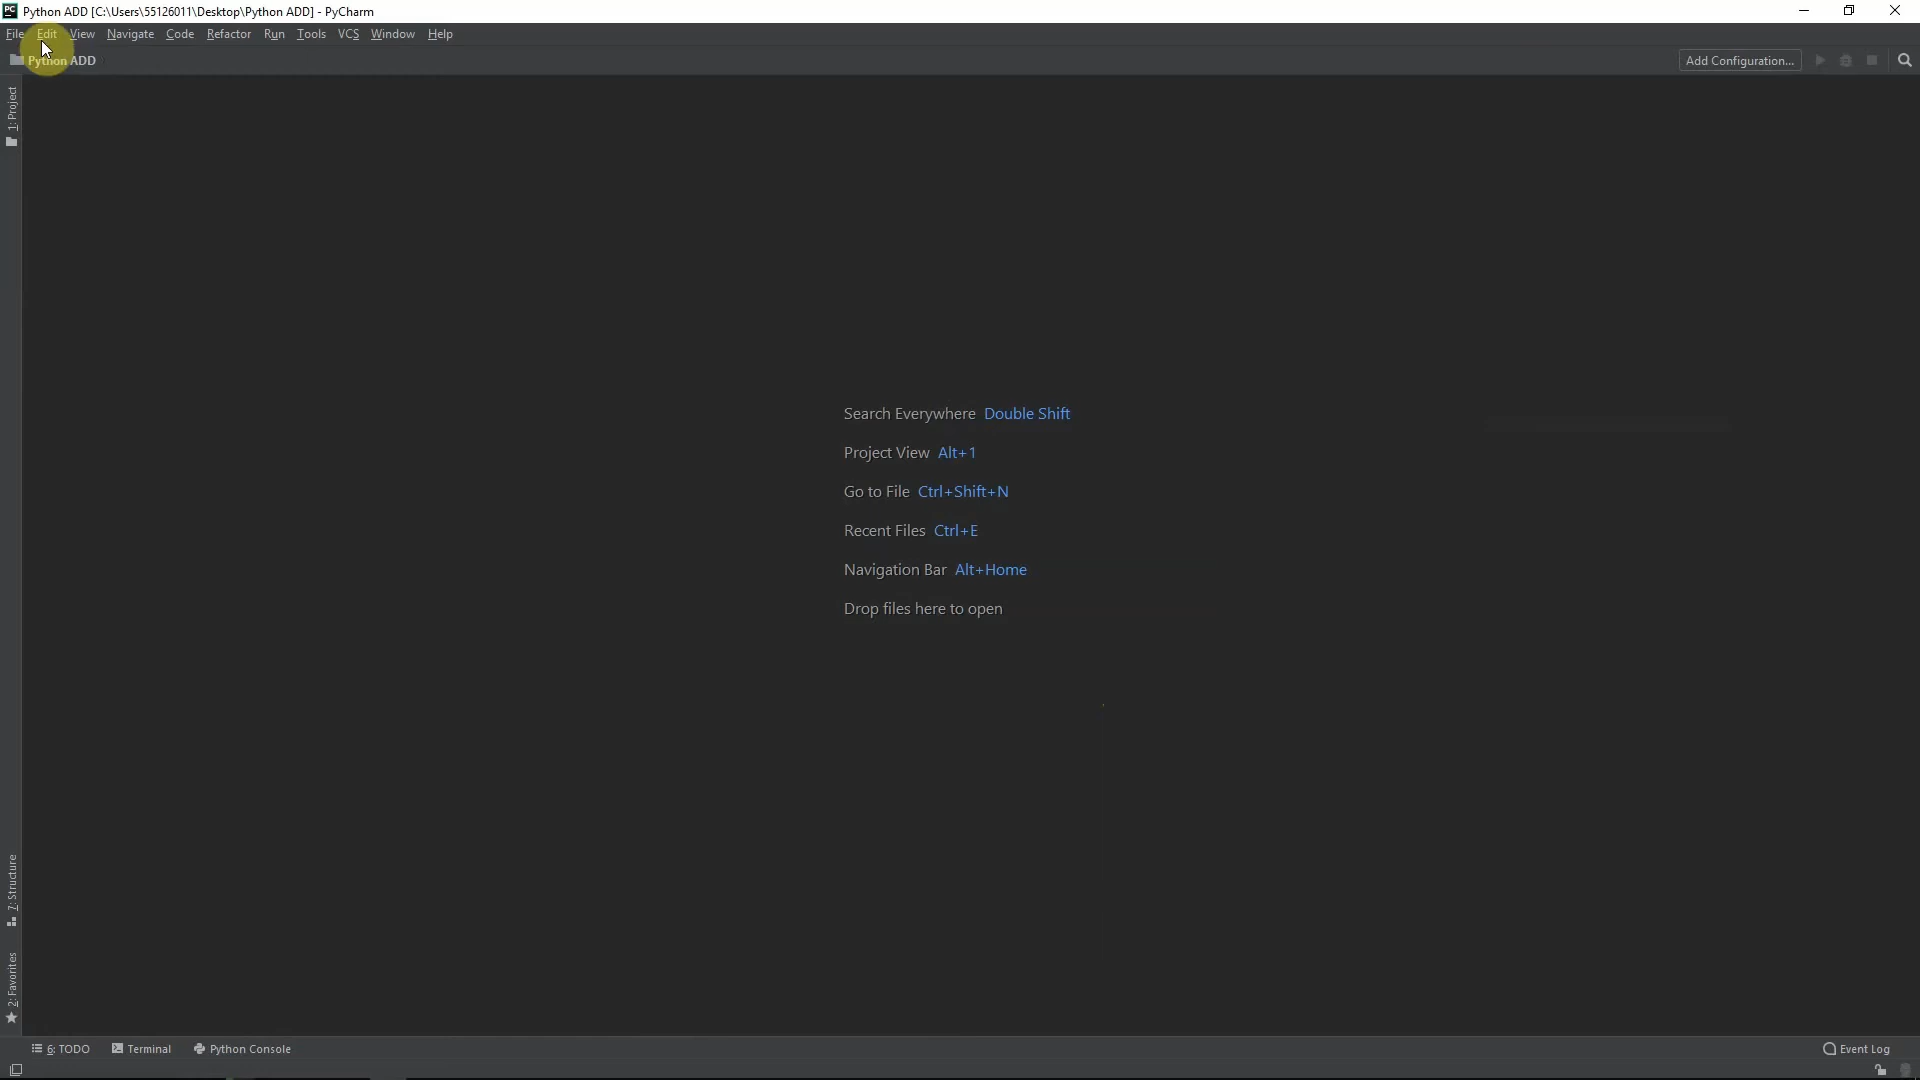 PC Python ADD [C:\Users\55126011\Desktop\Python ADD] - PyCharm
File Edit View Navigate Code Refactor Run Tools VCS Window Help
Python ADD
Add Configuration...
1: Project
Search Everywhere Double Shift
Project View Alt+1
Go to File Ctrl+Shift+N
Recent Files Ctrl+E
Navigation Bar Alt+Home
Drop files here to open
7: Structure
2: Favorites
6: TODO Terminal Python Console Event Log